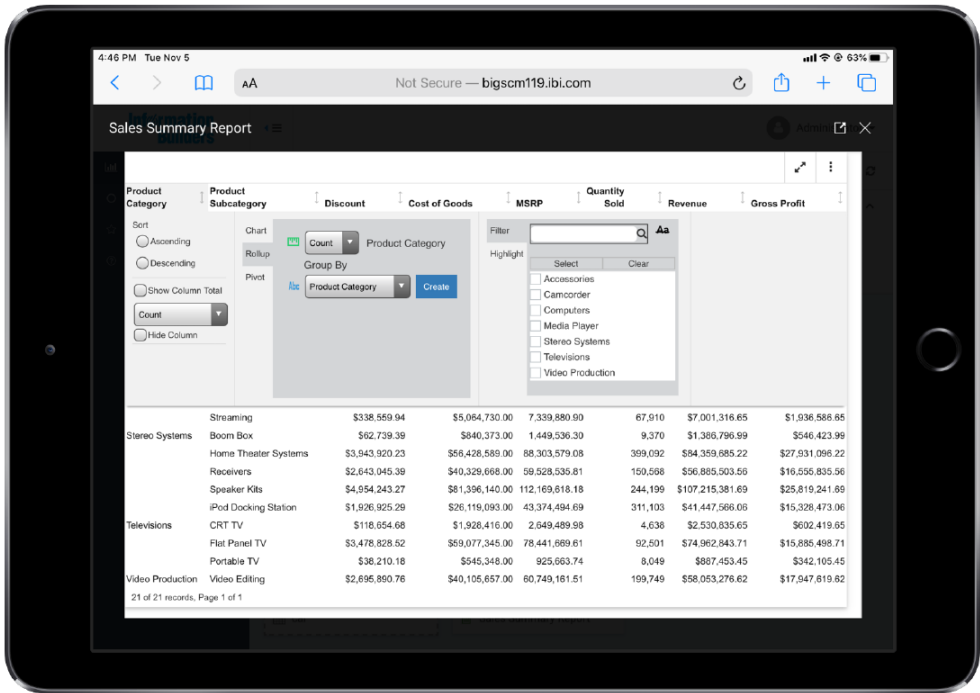 4:46 PM Tue Nov 5 63%
AA Not Secure — bigscm119.ibi.com
Sales Summary Report
Information
Builders
Product Category Product Subcategory Discount Cost of Goods MSRP Quantity Sold Revenue Gross Profit
Sort
Ascending
Descending
Show Column Total
Count
Hide Column
Chart
Rollup
Pivot
Count Product Category
Group By
Abc Product Category Create
Filter Aa
Highlight
Select Clear
Accessories
Camcorder
Computers
Media Player
Stereo Systems
Televisions
Video Production
Streaming $338,559.94 $5,064,730.00 7,339,880.90 67,910 $7,001,316.65 $1,936,586.65
Stereo Systems Boom Box $62,739.39 $840,373.00 1,449,536.30 9,370 $1,386,796.99 $546,423.99
Home Theater Systems $3,943,920.23 $56,428,589.00 88,303,579.08 399,092 $84,359,685.22 $27,931,096.22
Receivers $2,643,045.39 $40,329,668.00 59,528,535.81 150,568 $56,885,503.56 $16,555,835.56
Speaker Kits $4,954,243.27 $81,396,140.00 112,169,618.18 244,199 $107,215,381.69 $25,819,241.69
iPod Docking Station $1,926,925.29 $26,119,093.00 43,374,494.69 311,103 $41,447,566.06 $15,328,473.06
Televisions CRT TV $118,654.68 $1,928,416.00 2,649,489.98 4,638 $2,530,835.65 $602,419.65
Flat Panel TV $3,478,828.52 $59,077,345.00 78,441,669.61 92,501 $74,962,843.71 $15,885,498.71
Portable TV $38,210.18 $545,348.00 925,663.74 8,049 $887,453.45 $342,105.45
Video Production Video Editing $2,695,890.76 $40,105,657.00 60,749,161.51 199,749 $58,053,276.62 $17,947,619.62
21 of 21 records, Page 1 of 1